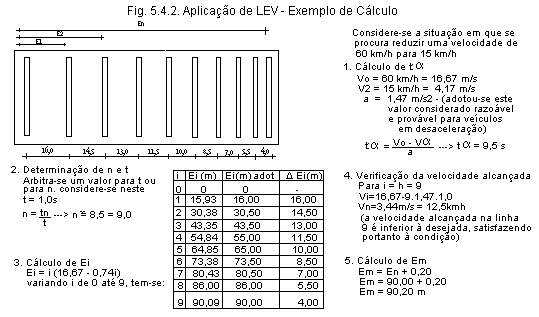 Fig. 5.4.2. Aplicação de LEV - Exemplo de Cálculo
En
E2
E1
16,0 14,5 13,0 11,5 10,0 8,5 7,0 5,5 4,0
Considere-se a situação em que se
procura reduzir uma velocidade de
60 km/h para 15 km/h
1. Cálculo de t α
Vo = 60 km/h = 16,67 m/s
V2 = 15 km/h = 4,17 m/s
a = 1,47 m/s2 - (adotou-se este
valor considerado razoável
e provável para veículos
em desaceleração)
t α = Vo - Vα / a ---> t α = 9,5 s
2. Determinação de n e t
Arbitra-se um valor para t ou
para n. considere-se neste
t = 1,0s
n = tn / t ---> n = 8,5 = 9,0
3. Cálculo de Ei
Ei = i (16,67 - 0,74i)
variando i de 0 até 9, tem-se:
i Ei (m) Ei(m) adot Δ Ei(m)
0 0 0 -
1 15,93 16,00 16,00
2 30,38 30,50 14,50
3 43,35 43,50 13,00
4 54,84 55,00 11,50
5 64,85 65,00 10,00
6 73,38 73,50 8,50
7 80,43 80,50 7,00
8 86,00 86,00 5,50
9 90,09 90,00 4,00
4. Verificação da velocidade alcançada
Para i = h = 9
Vi=16,67-9.1,47.1,0
Vn=3,44m/s = 12,5kmh
(a velocidade alcançada na linha
9 é inferior à desejada, satisfazendo
portanto à condição)
5. Cálculo de Em
Em = En + 0,20
Em = 90,00 + 0,20
Em = 90,20 m